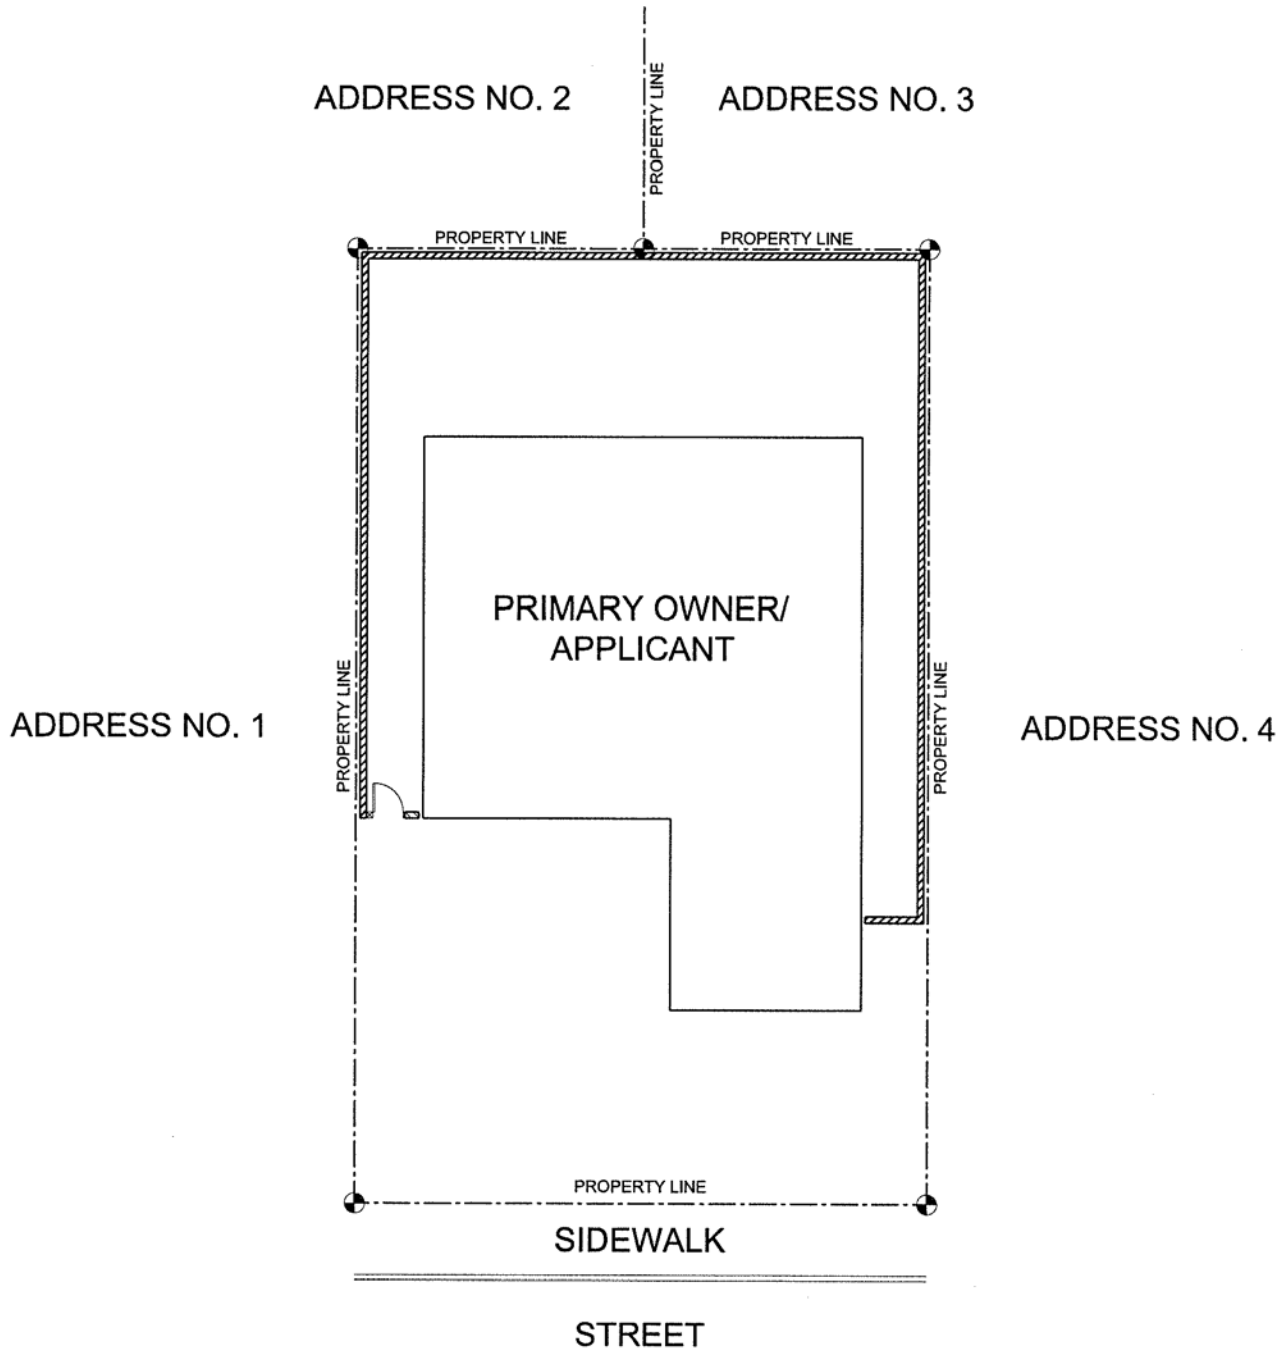 PROPERTY LINE
ADDRESS NO. 2
ADDRESS NO. 3
PROPERTY LINE
PROPERTY LINE
PRIMARY OWNER/
APPLICANT
PROPERTY LINE
PROPERTY LINE
ADDRESS NO. 1
ADDRESS NO. 4
PROPERTY LINE
SIDEWALK
STREET